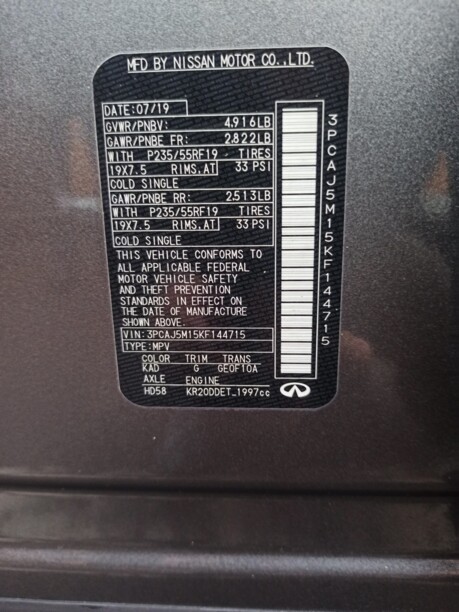 MFD BY NISSAN MOTOR CO.,LTD.
DATE:07/19
GVWR/PNBV: 4.916LB
GAWR/PNBE FR: 2.822LB
WITH P235/55RF19 TIRES
19X7.5 RIMS.AT 33 PSI
COLD SINGLE
GAWR/PNBE RR: 2.513LB
WITH P235/55RF19 TIRES
19X7.5 RIMS.AT 33 PSI
COLD SINGLE
THIS VEHICLE CONFORMS TO
ALL APPLICABLE FEDERAL
MOTOR VEHICLE SAFETY
AND THEFT PREVENTION
STANDARDS IN EFFECT ON
THE DATE OF MANUFACTURE
SHOWN ABOVE.
VIN:3PCAJ5M15KF144715
TYPE:MPV
COLOR TRIM TRANS
KAD G GEOF10A
AXLE ENGINE
HD58 KR20DDET_1997cc
3PCAJ5M15KF144715